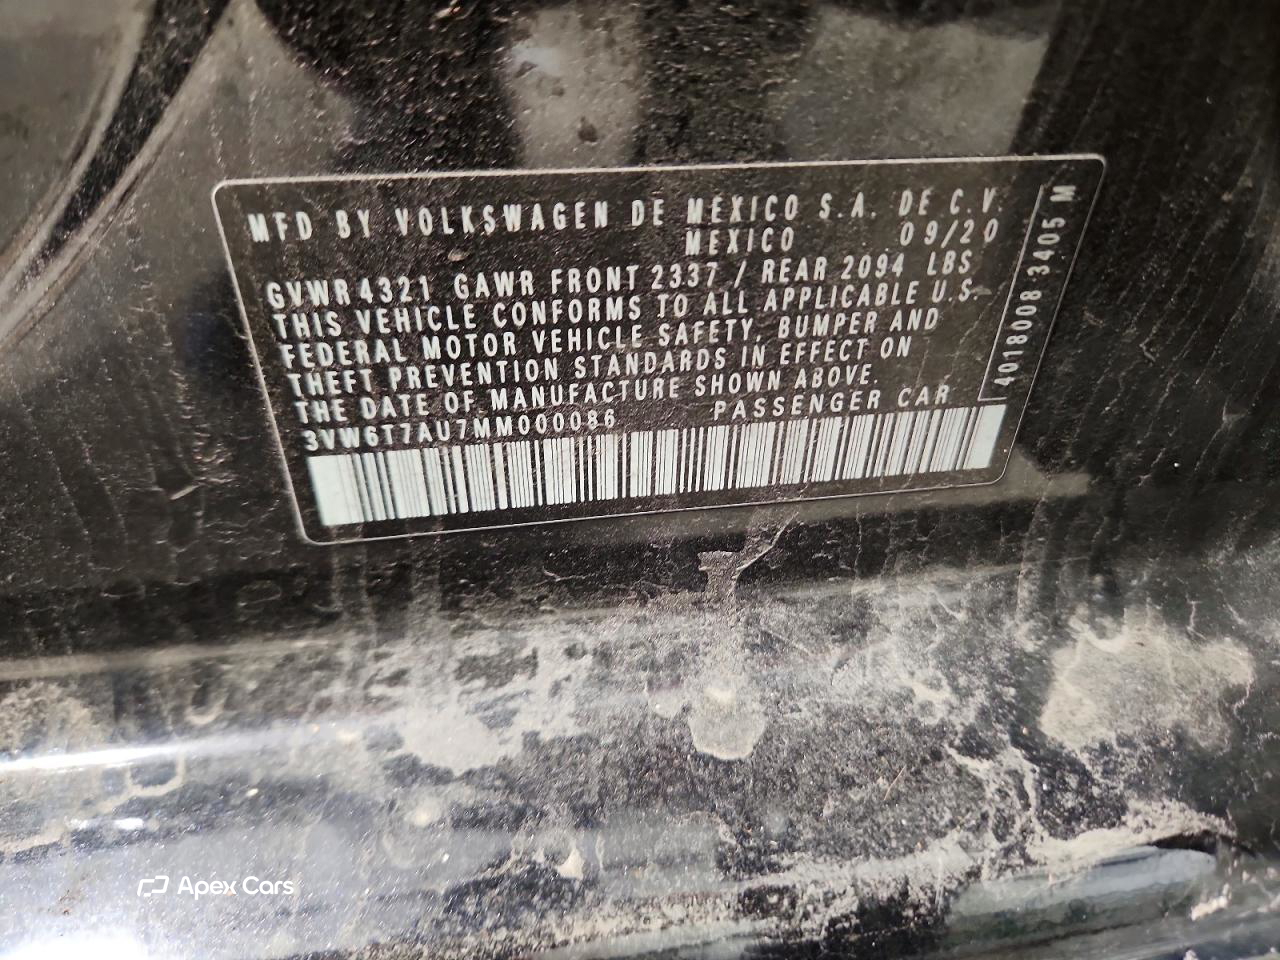 MFD BY VOLKSWAGEN DE MEXICO S.A. DE C.V.
MEXICO 09/20
GVWR 4321 GAWR FRONT 2337 / REAR 2094 LBS
THIS VEHICLE CONFORMS TO ALL APPLICABLE U.S.
FEDERAL MOTOR VEHICLE SAFETY, BUMPER AND
THEFT PREVENTION STANDARDS IN EFFECT ON
THE DATE OF MANUFACTURE SHOWN ABOVE.
3VW6T7AU7MM000086 PASSENGER CAR
4018008 3405 M
Apex Cars